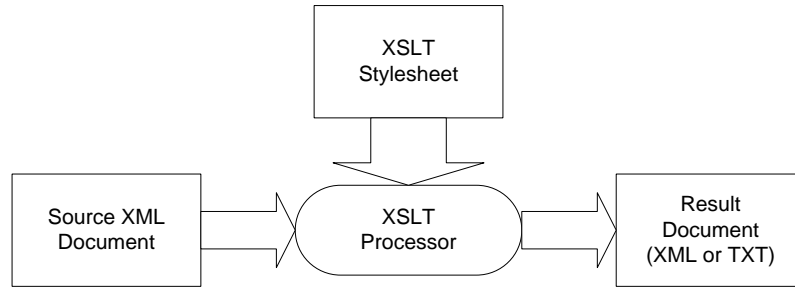 XSLT
Stylesheet
Source XML
Document
XSLT
Processor
Result
Document
(XML or TXT)